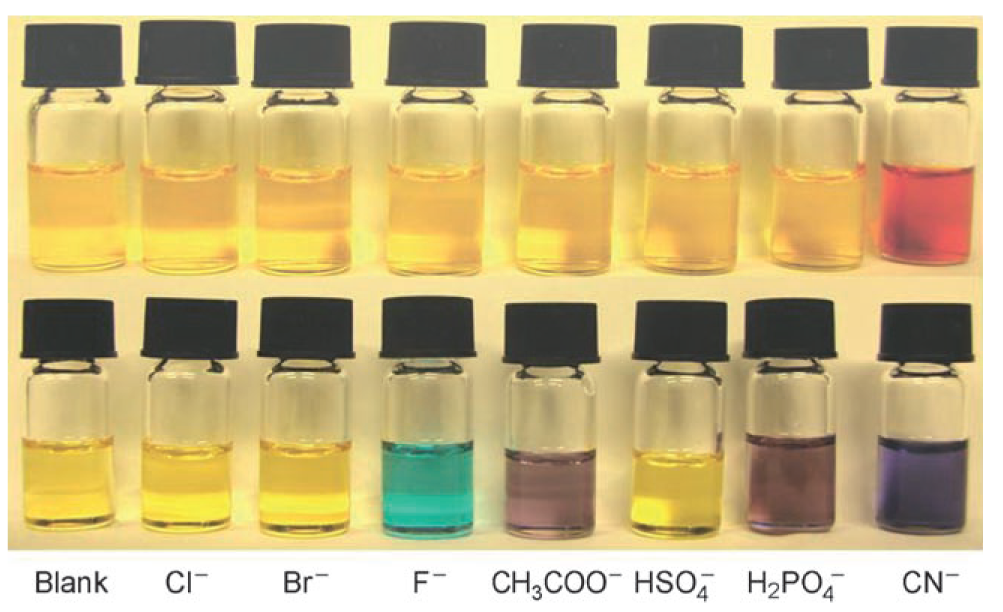 Blank Cl⁻ Br⁻ F⁻ CH₃COO⁻ HSO₄⁻ H₂PO₄⁻ CN⁻